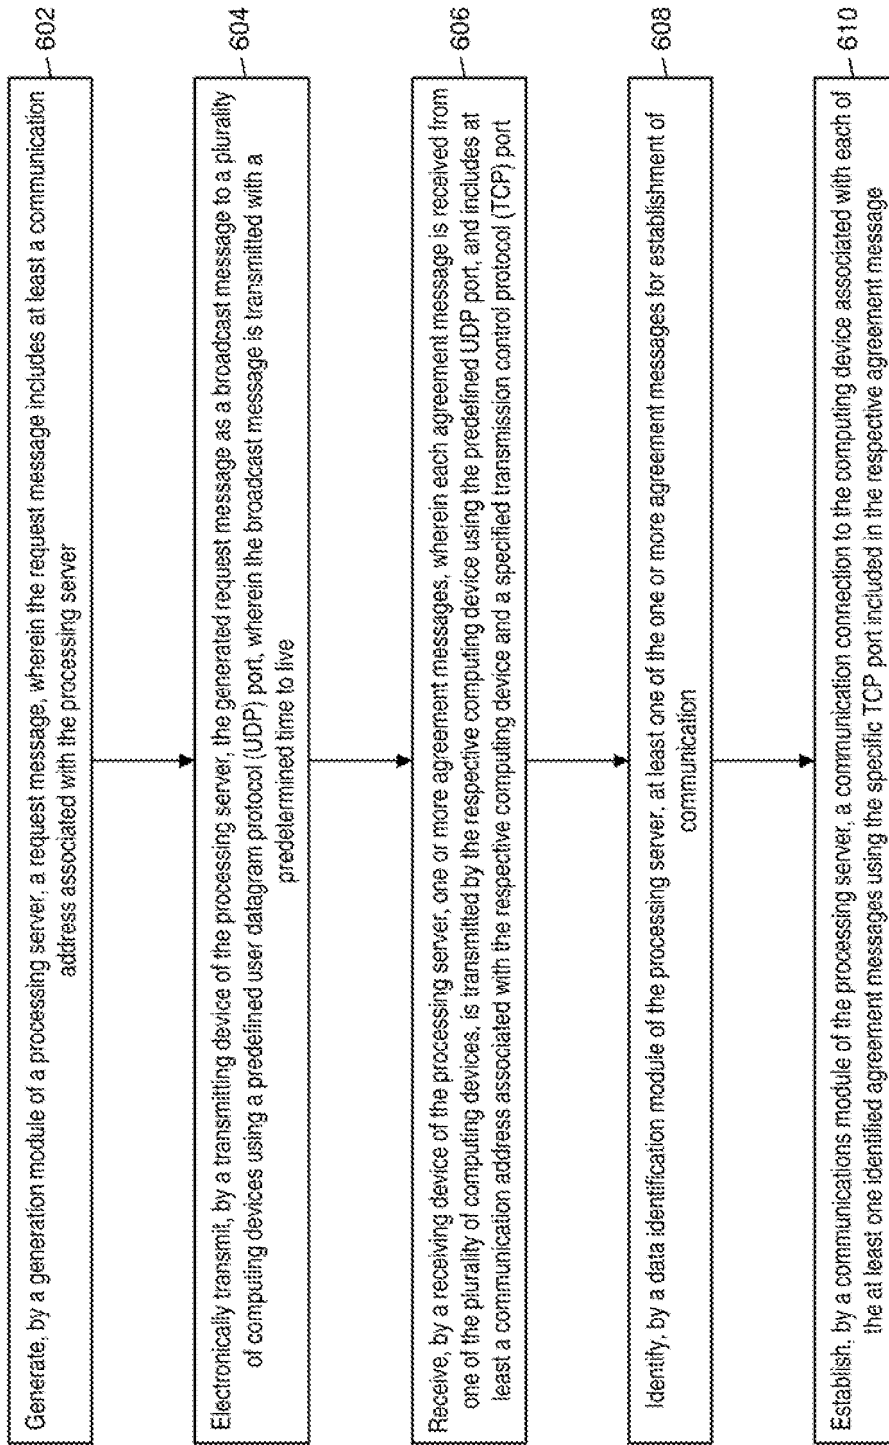 Generate, by a generation module of a processing server, a request message, wherein the request message includes at least a communication
address associated with the processing server
602
Electronically transmit, by a transmitting device of the processing server, the generated request message as a broadcast message to a plurality
of computing devices using a predefined user datagram protocol (UDP) port, wherein the broadcast message is transmitted with a
predetermined time to live
604
Receive, by a receiving device of the processing server, one or more agreement messages, wherein each agreement message is received from
one of the plurality of computing devices, is transmitted by the respective computing device using the predefined UDP port, and includes at
least a communication address associated with the respective computing device and a specified transmission control protocol (TCP) port
606
Identify, by a data identification module of the processing server, at least one of the one or more agreement messages for establishment of
communication
608
Establish, by a communications module of the processing server, a communication connection to the computing device associated with each of
the at least one identified agreement messages using the specific TCP port included in the respective agreement message
610